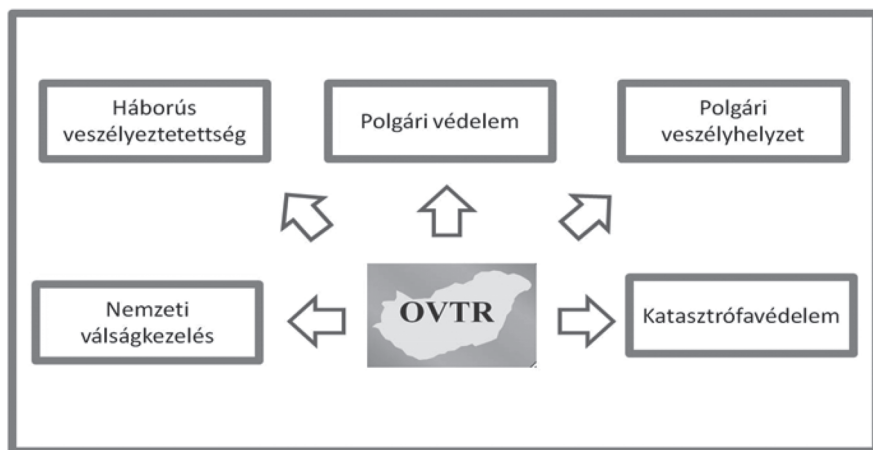 Háborús
veszélyeztetettség
Polgári védelem
Polgári
veszélyhelyzet
Nemzeti
válságkezelés
OVTR
Katasztrófavédelem